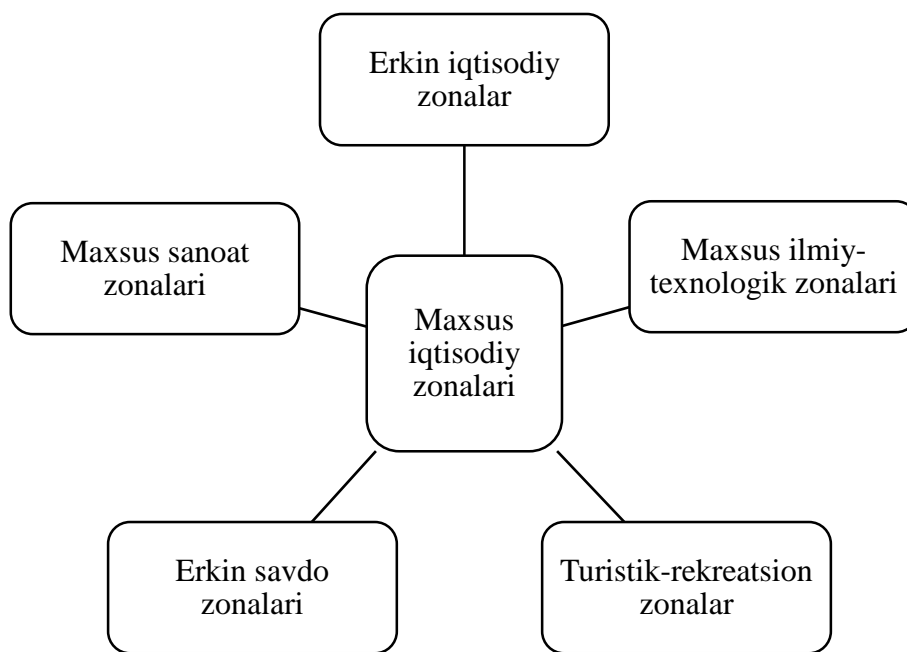 Erkin iqtisodiy
zonalar
Maxsus sanoat
zonalari
Maxsus ilmiy-
texnologik zonalari
Maxsus
iqtisodiy
zonalari
Erkin savdo
zonalari
Turistik-rekreatsion
zonalar